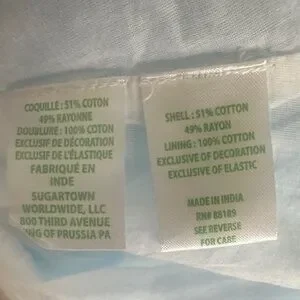 COQUILLE : 51% COTON
49% RAYONNE
DOUBLURE : 100% COTON
EXCLUSIF DE DÉCORATION
EXCLUSIF DE L'ÉLASTIQUE
FABRIQUÉ EN
INDE
SUGARTOWN
WORLDWIDE, LLC
800 THIRD AVENUE
KING OF PRUSSIA PA
SHELL : 51% COTTON
49% RAYON
LINING : 100% COTTON
EXCLUSIVE OF DECORATION
EXCLUSIVE OF ELASTIC
MADE IN INDIA
RN# 88189
SEE REVERSE
FOR CARE